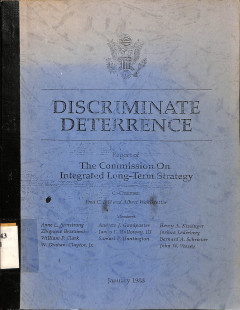 DISCRIMINATE
DETERRENCE
Report of
The Commission On
Integrated Long-Term Strategy
Co-Chairmen
Fred C. Iklé and Albert Wohlstetter
Members
Anne L. Armstrong
Zbigniew Brzezinski
William P. Clark
W. Graham Claytor, Jr.
Andrew J. Goodpaster
James L. Holloway, III
Samuel P. Huntington
Henry A. Kissinger
Joshua Lederberg
Bernard A. Schriever
John W. Vessey
January 1988
43